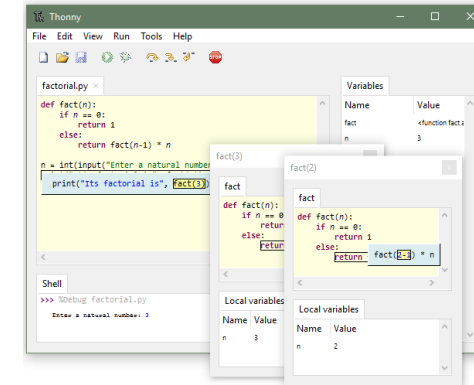 Thonny
File Edit View Run Tools Help
factorial.py ×
def fact(n):
if n == 0:
return 1
else:
return fact(n-1) * n
n = int(input("Enter a natural number
print("Its factorial is", fact(3))
Shell
>>> %Debug factorial.py
Enter a natural number: 3
Variables
Name Value
fact <function fact a
n 3
fact(3)
fact
def fact(n):
if n == 0
retur
else:
retur
Local variables
Name Value
n 3
fact(2)
fact
def fact(n):
if n == 0:
return 1
else:
return fact(2-1) * n
Local variables
Name Value
n 2